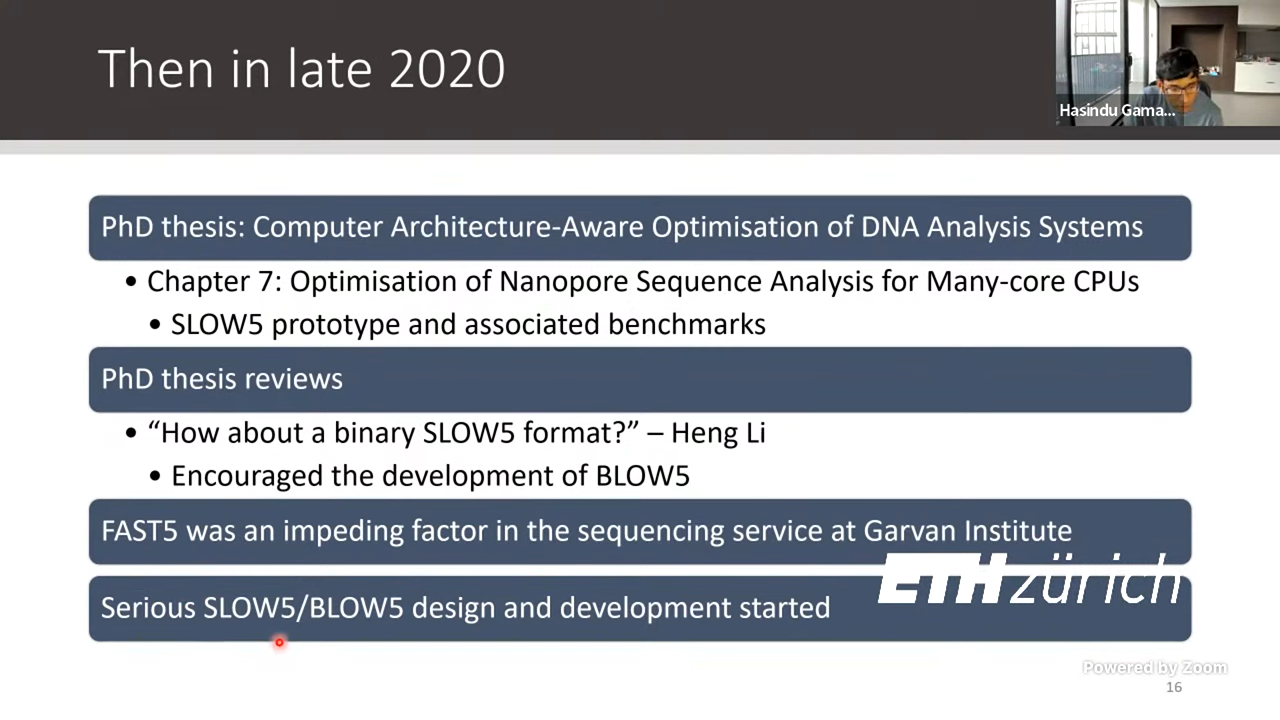 Then in late 2020
Hasindu Gama...
PhD thesis: Computer Architecture-Aware Optimisation of DNA Analysis Systems
• Chapter 7: Optimisation of Nanopore Sequence Analysis for Many-core CPUs
• SLOW5 prototype and associated benchmarks
PhD thesis reviews
• “How about a binary SLOW5 format?” – Heng Li
• Encouraged the development of BLOW5
FAST5 was an impeding factor in the sequencing service at Garvan Institute
ETH zürich
Serious SLOW5/BLOW5 design and development started
Powered by Zoom
16